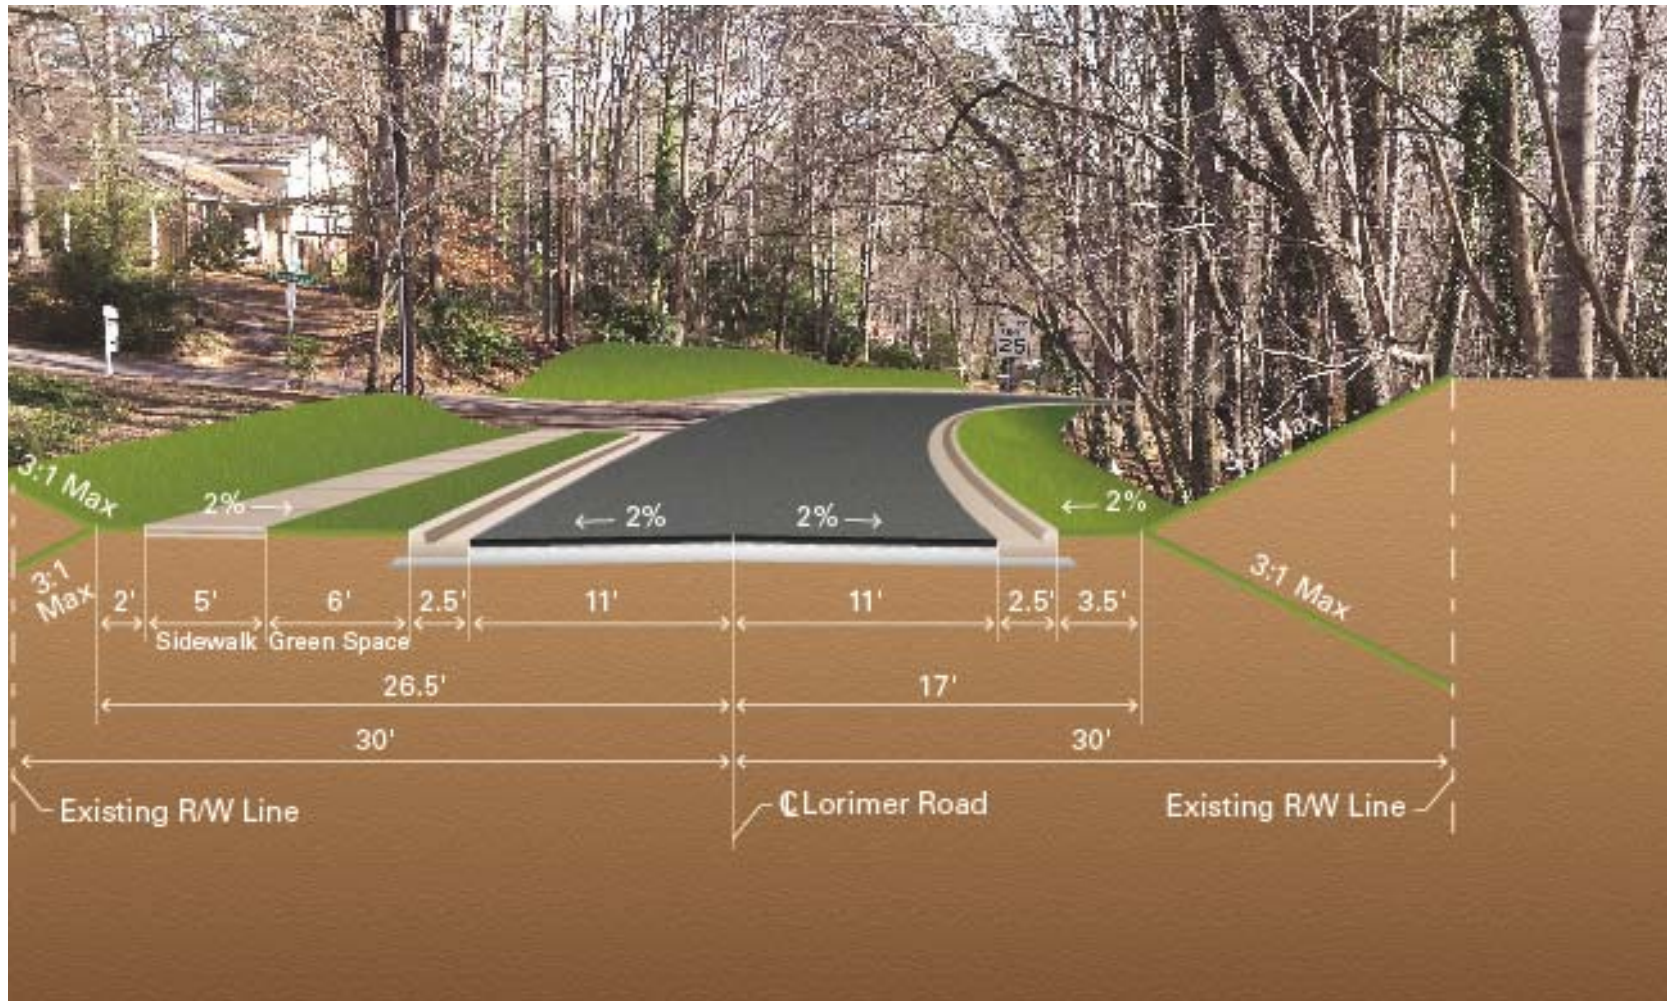 25
3:1 Max
Max
2% →
← 2%
2% →
← 2%
3:1
Max
3:1 Max
2'
5'
6'
2.5'
11'
11'
2.5'
3.5'
Sidewalk
Green Space
26.5'
17'
30'
30'
Existing R/W Line
℄ Lorimer Road
Existing R/W Line